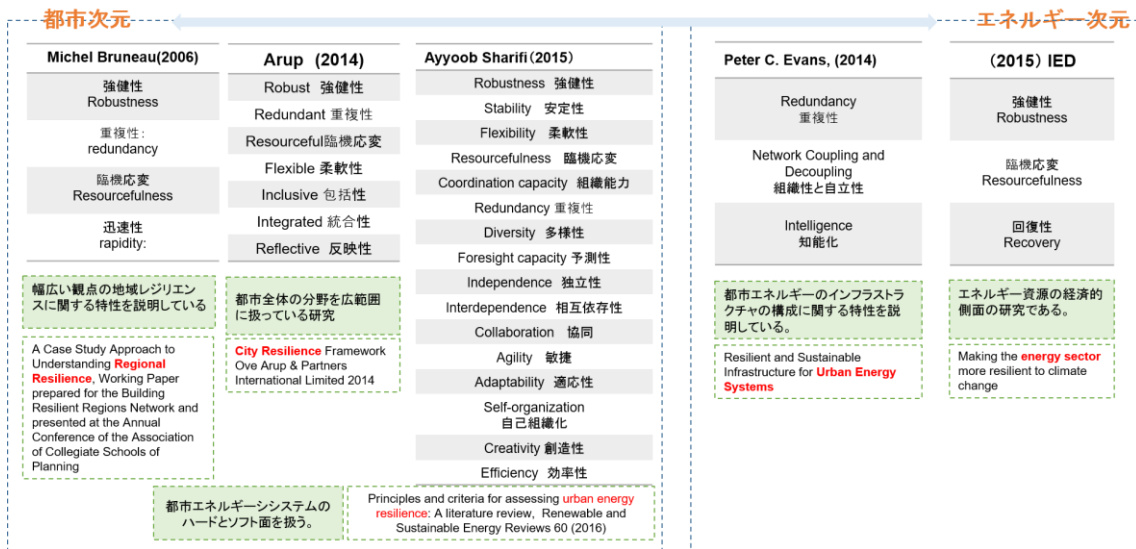 都市次元
エネルギー次元
Michel Bruneau(2006)
強健性
Robustness
重複性：
redundancy
臨機応変
Resourcefulness
迅速性
rapidity:
幅広い観点の地域レジリエン
スに関する特性を説明している
A Case Study Approach to
Understanding Regional
Resilience, Working Paper
prepared for the Building
Resilient Regions Network and
presented at the Annual
Conference of the Association
of Collegiate Schools of
Planning
Arup (2014)
Robust 強健性
Redundant 重複性
Resourceful臨機応変
Flexible 柔軟性
Inclusive 包括性
Integrated 統合性
Reflective 反映性
都市全体の分野を広範囲
に扱っている研究
City Resilience Framework
Ove Arup & Partners
International Limited 2014
Ayyoob Sharifi（2015）
Robustness 強健性
Stability 安定性
Flexibility 柔軟性
Resourcefulness 臨機応変
Coordination capacity 組織能力
Redundancy 重複性
Diversity 多様性
Foresight capacity 予測性
Independence 独立性
Interdependence 相互依存性
Collaboration 協同
Agility 敏捷
Adaptability 適応性
Self-organization
自己組織化
Creativity 創造性
Efficiency 効率性
都市エネルギーシシステムの
ハードとソフト面を扱う。
Principles and criteria for assessing urban energy
resilience: A literature review, Renewable and
Sustainable Energy Reviews 60 (2016)
Peter C. Evans, (2014)
Redundancy
重複性
Network Coupling and
Decoupling
組織性と自立性
Intelligence
知能化
都市エネルギーのインフラストラ
クチャの構成に関する特性を説
明している。
Resilient and Sustainable
Infrastructure for Urban Energy
Systems
（2015）IED
強健性
Robustness
臨機応変
Resourcefulness
回復性
Recovery
エネルギー資源の経済的
側面の研究である。
Making the energy sector
more resilient to climate
change